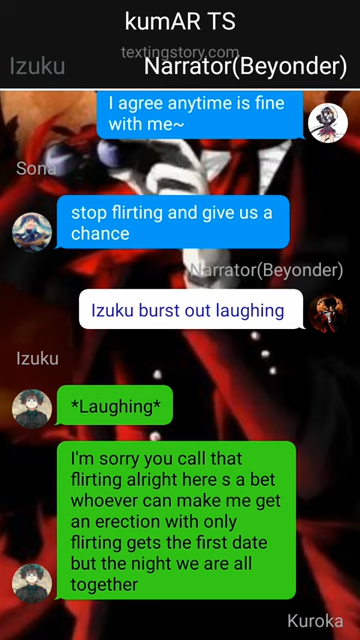 kumAR TS
textingstory.com
Izuku
Narrator(Beyonder)
I agree anytime is fine
with me~
Sona
stop flirting and give us a
chance
Narrator(Beyonder)
Izuku burst out laughing
Izuku
*Laughing*
I'm sorry you call that
flirting alright here s a bet
whoever can make me get
an erection with only
flirting gets the first date
but the night we are all
together
Kuroka